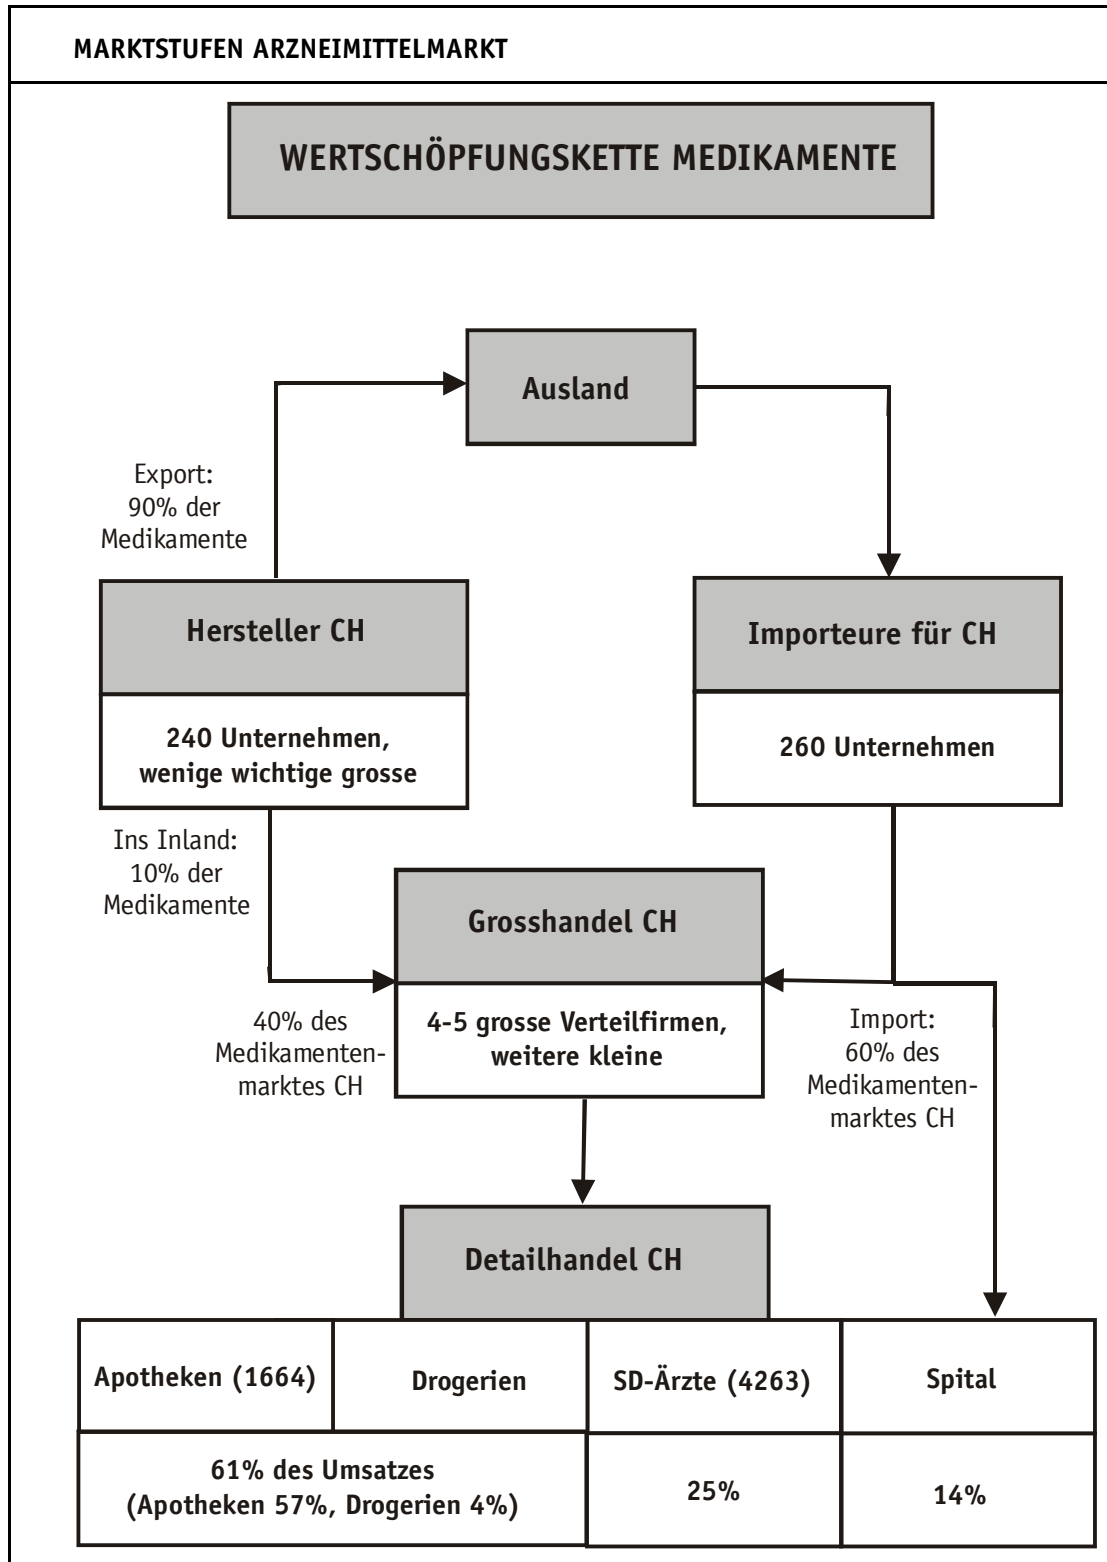 MARKTSTUFEN ARZNEIMITTELMARKT
WERTSCHÖPFUNGSKETTE MEDIKAMENTE
Ausland
Export:
90% der
Medikamente
Hersteller CH
Importeure für CH
240 Unternehmen,
wenige wichtige grosse
260 Unternehmen
Ins Inland:
10% der
Medikamente
Grosshandel CH
4-5 grosse Verteilfirmen,
weitere kleine
40% des
Medikamenten-
marktes CH
Import:
60% des
Medikamenten-
marktes CH
Detailhandel CH
Apotheken (1664)
Drogerien
SD-Ärzte (4263)
Spital
61% des Umsatzes
(Apotheken 57%, Drogerien 4%)
25%
14%